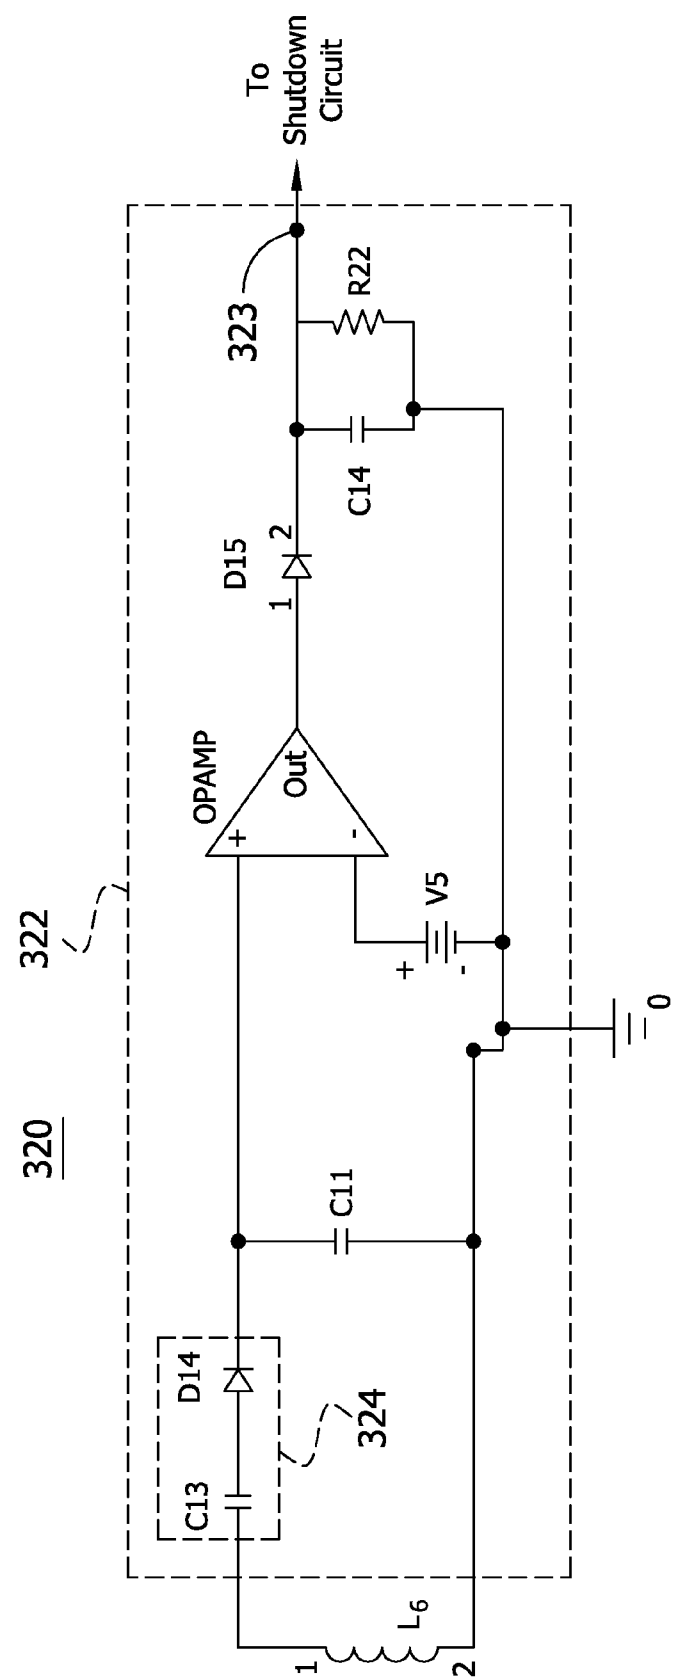 320
322
324
323
To
Shutdown
Circuit
C13
D14
C11
L6
1
2
OPAMP
+
-
Out
V5
+
-
D15
1
2
C14
R22
0